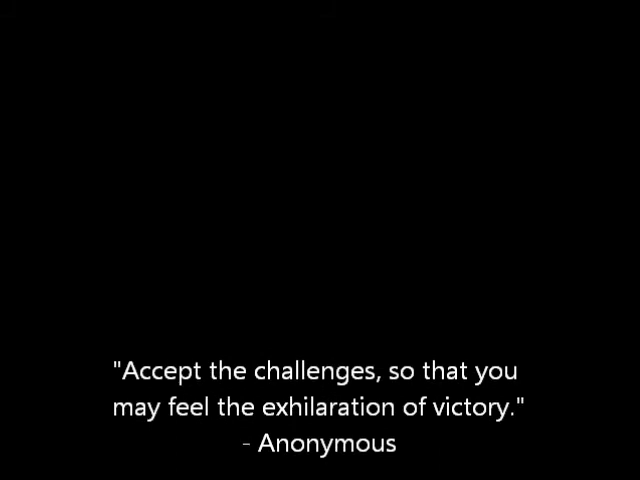 "Accept the challenges, so that you
may feel the exhilaration of victory."
- Anonymous